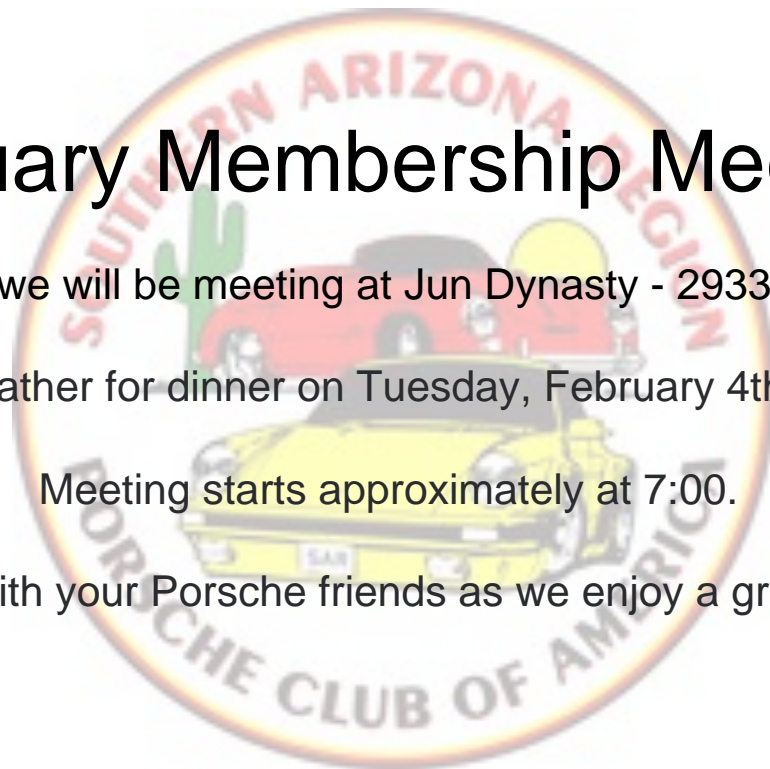 SOUTHERN ARIZONA REGION
uary Membership Mee
we will be meeting at Jun Dynasty - 2933
ather for dinner on Tuesday, February 4th
Meeting starts approximately at 7:00.
ith your Porsche friends as we enjoy a gr
SAR
PORSCHE CLUB OF AMERICA